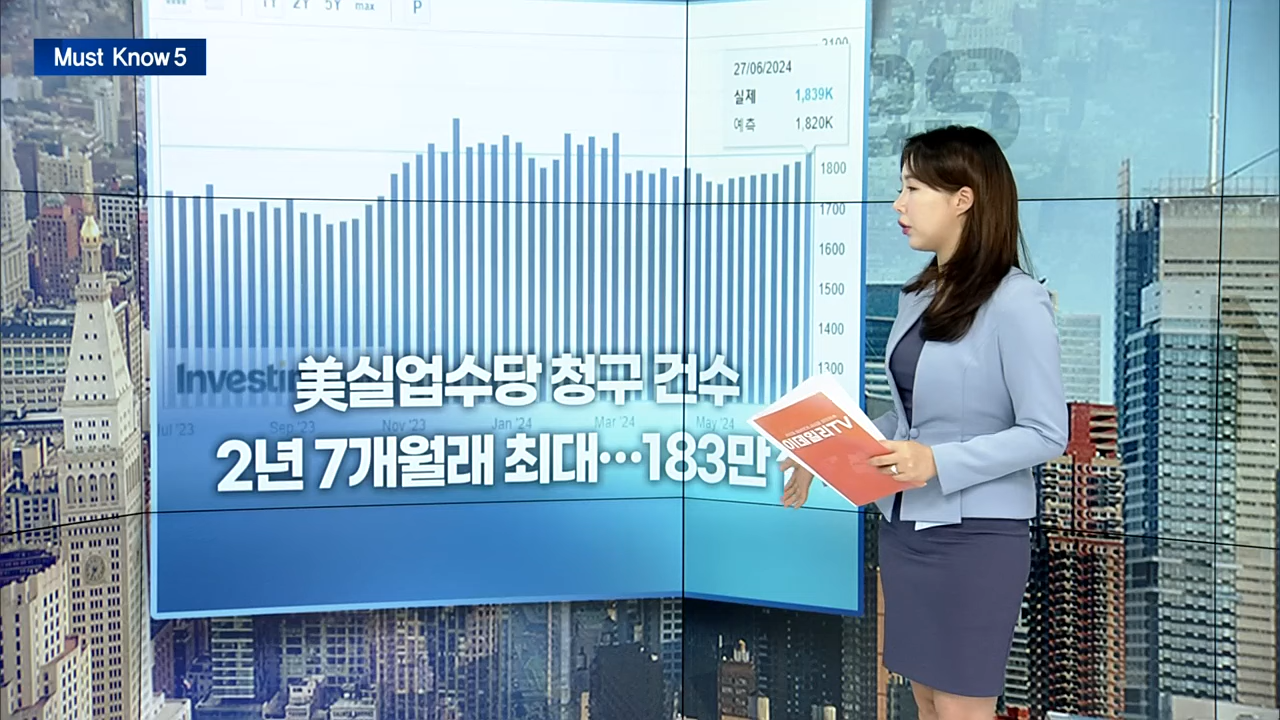 1Y 2Y 5Y max P
Must Know 5
2100
27/06/2024
실제 1,839K
예측 1,820K
1800
1700
1600
1500
1400
1300
美실업수당 청구 건수
Sep '23 Nov '23 Jan '24 Mar '24 May '24
2년 7개월래 최대…183만
이데일리TV